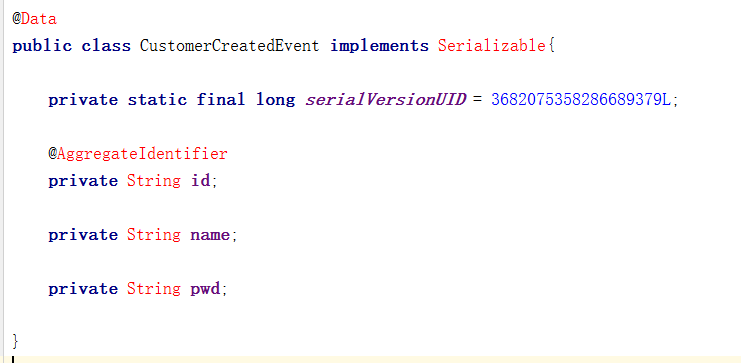 @Data
public class CustomerCreatedEvent implements Serializable{
private static final long serialVersionUID = 3682075358286689379L;
@AggregateIdentifier
private String id;
private String name;
private String pwd;
}